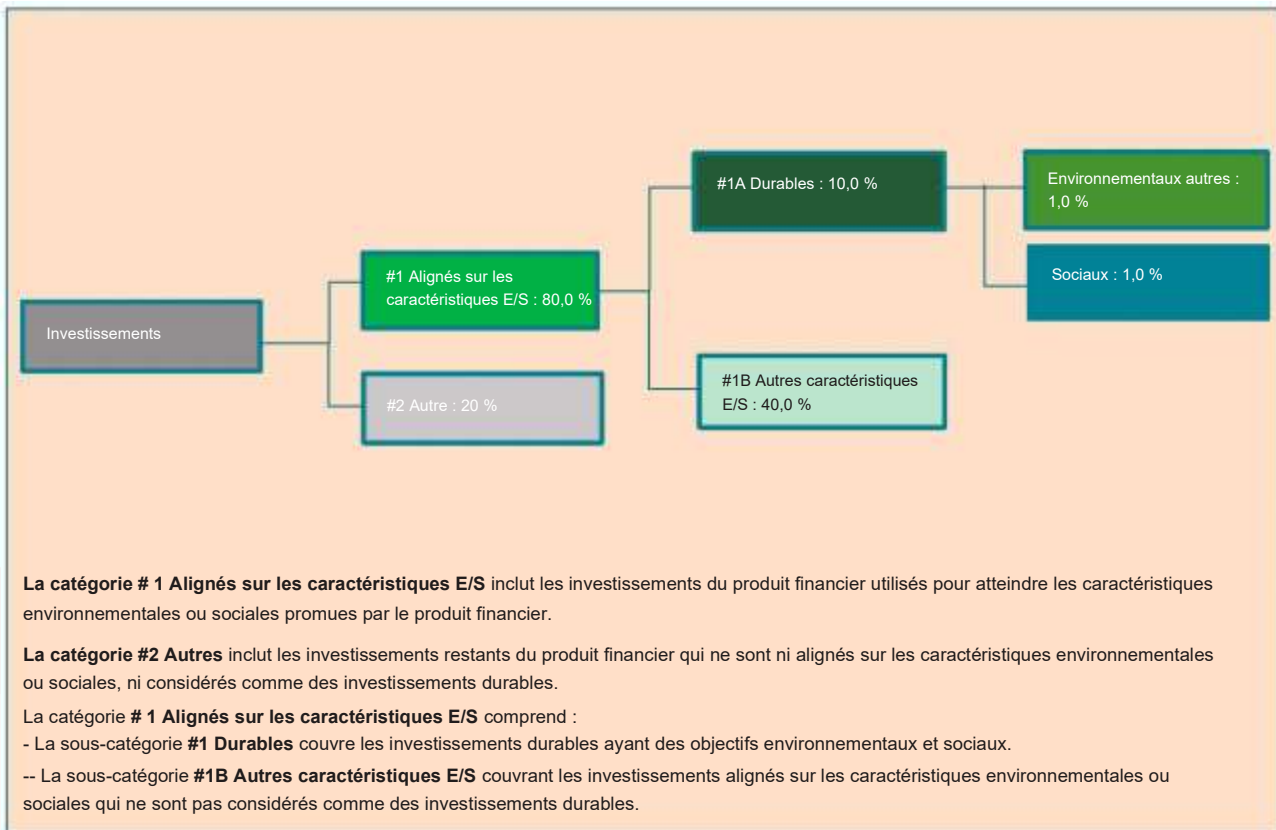 #1A Durables : 10,0 %
Environnementaux autres :
1,0 %
#1 Alignés sur les
caractéristiques E/S : 80,0 %
Sociaux : 1,0 %
Investissements
#2 Autre : 20 %
#1B Autres caractéristiques
E/S : 40,0 %
La catégorie # 1 Alignés sur les caractéristiques E/S inclut les investissements du produit financier utilisés pour atteindre les caractéristiques
environnementales ou sociales promues par le produit financier.
La catégorie #2 Autres inclut les investissements restants du produit financier qui ne sont ni alignés sur les caractéristiques environnementales
ou sociales, ni considérés comme des investissements durables.
La catégorie # 1 Alignés sur les caractéristiques E/S comprend :
- La sous-catégorie #1 Durables couvre les investissements durables ayant des objectifs environnementaux et sociaux.
-- La sous-catégorie #1B Autres caractéristiques E/S couvrant les investissements alignés sur les caractéristiques environnementales ou
sociales qui ne sont pas considérés comme des investissements durables.